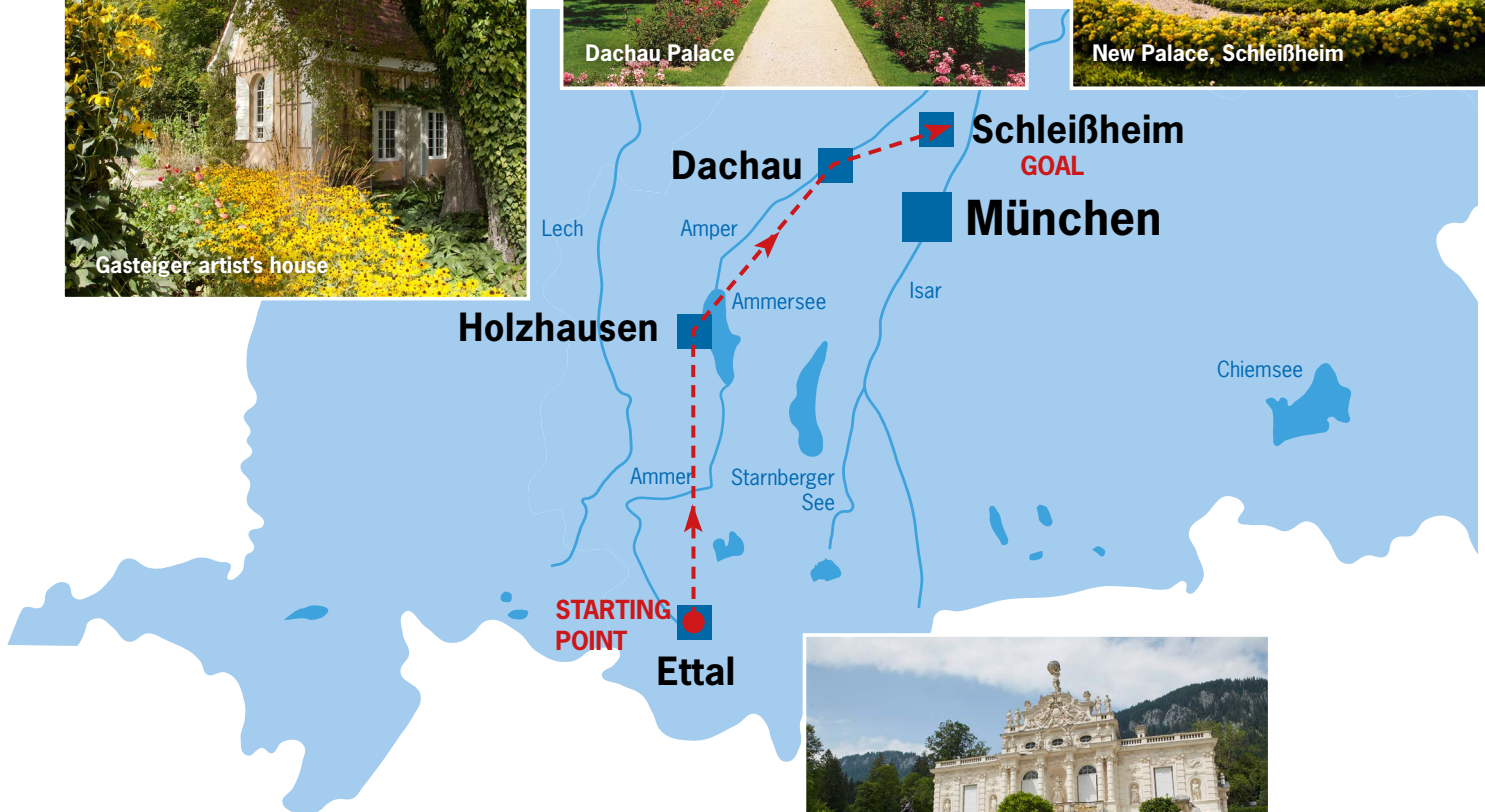 Dachau Palace
New Palace, Schleißheim
Gasteiger artist's house
Schleißheim
GOAL
Dachau
München
Lech
Amper
Ammersee
Isar
Holzhausen
Chiemsee
Ammer
Starnberger
See
STARTING
POINT
Ettal